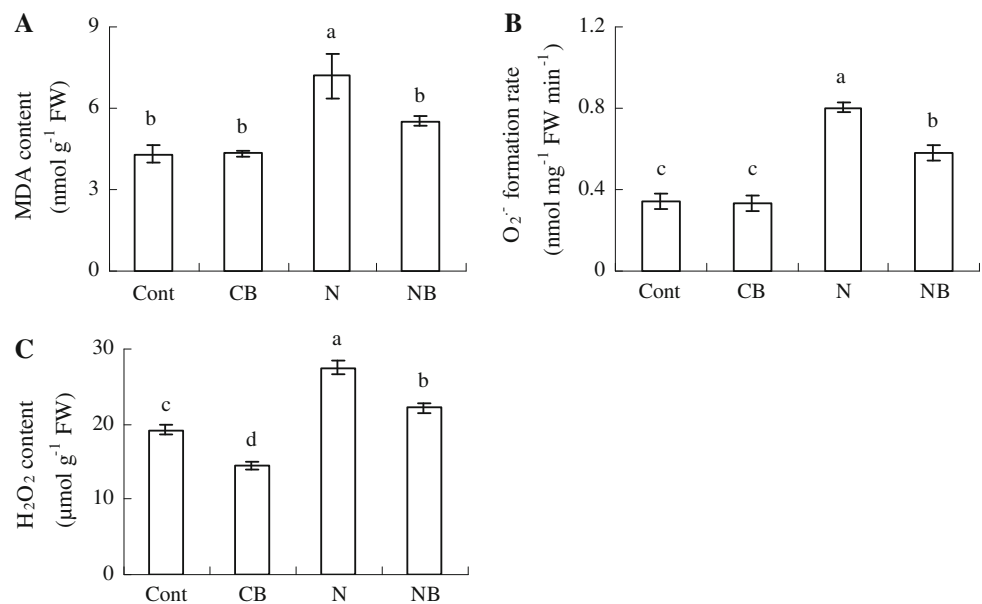 A
MDA content
(nmol g⁻¹ FW)
9
6
3
0
b
b
a
b
Cont CB N NB
B
O₂·⁻ formation rate
(nmol mg⁻¹ FW min⁻¹)
1.2
0.8
0.4
0
c
c
a
b
Cont CB N NB
C
H₂O₂ content
(µmol g⁻¹ FW)
30
20
10
0
c
d
a
b
Cont CB N NB